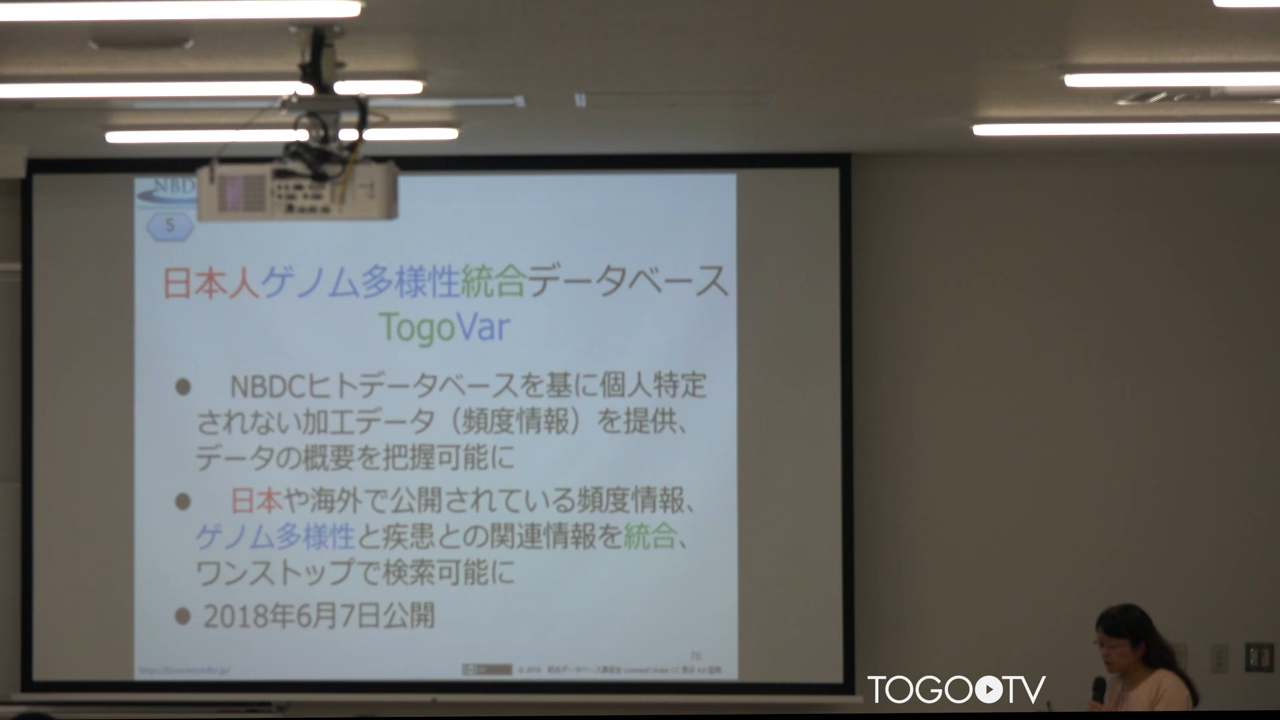 NBD
5
日本人ゲノム多様性統合データベース
TogoVar
● NBDCヒトデータベースを基に個人特定
されない加工データ（頻度情報）を提供、
データの概要を把握可能に
● 日本や海外で公開されている頻度情報、
ゲノム多様性と疾患との関連情報を統合、
ワンストップで検索可能に
● 2018年6月7日公開
TOGOTV